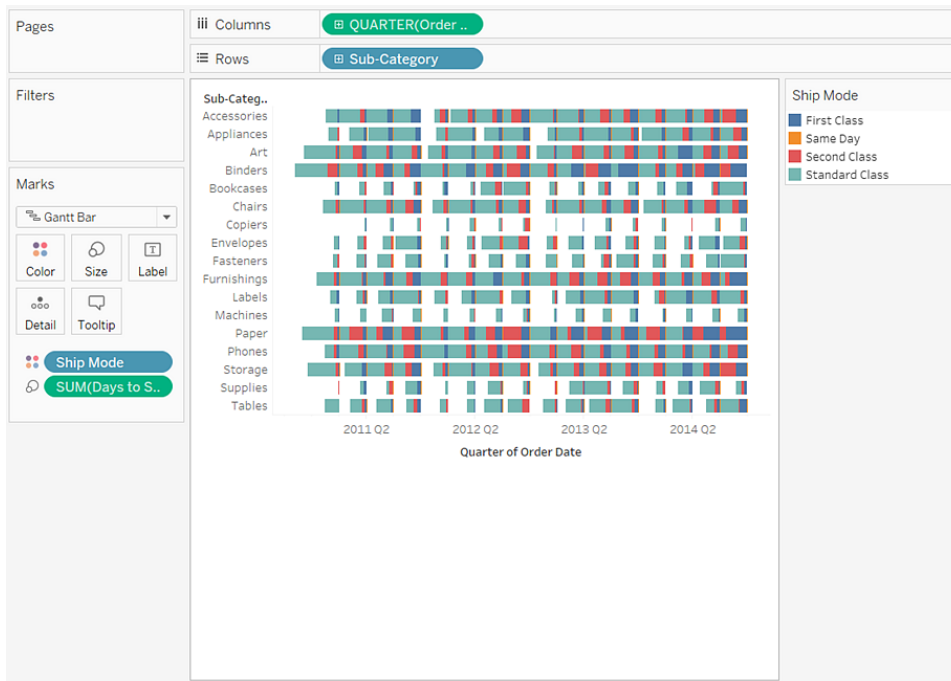 Pages
iii Columns
QUARTER(Order ..
Rows
Sub-Category
Filters
Marks
Gantt Bar
Color
Size
T
Label
Detail
Tooltip
Ship Mode
SUM(Days to S..
Sub-Categ..
Accessories
Appliances
Art
Binders
Bookcases
Chairs
Copiers
Envelopes
Fasteners
Furnishings
Labels
Machines
Paper
Phones
Storage
Supplies
Tables
2011 Q2
2012 Q2
2013 Q2
2014 Q2
Quarter of Order Date
Ship Mode
First Class
Same Day
Second Class
Standard Class